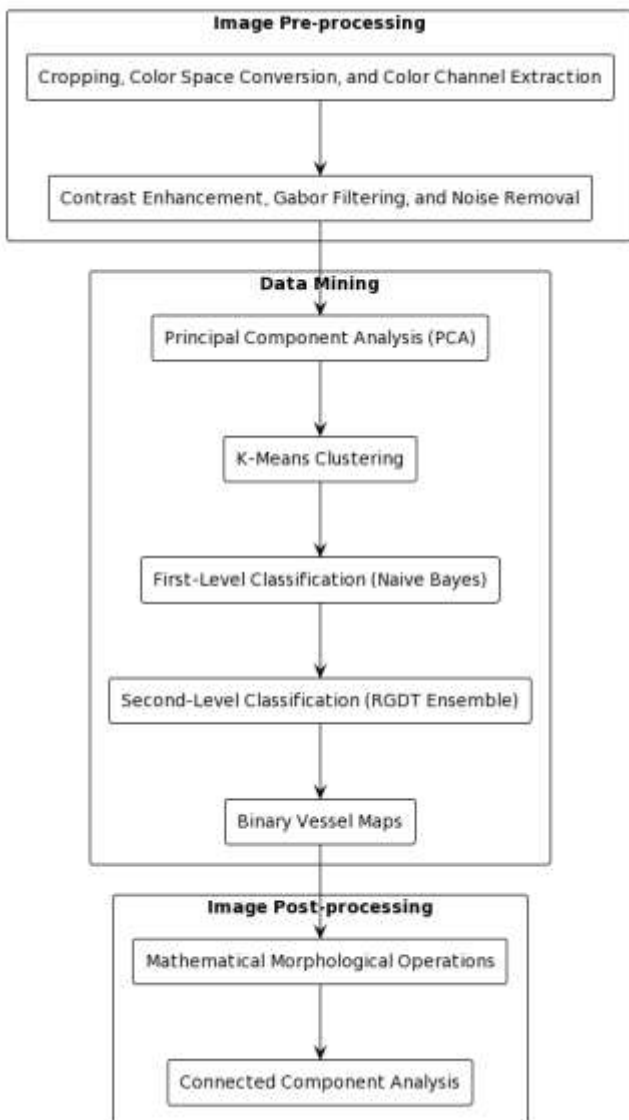 Image Pre-processing
Cropping, Color Space Conversion, and Color Channel Extraction
Contrast Enhancement, Gabor Filtering, and Noise Removal
Data Mining
Principal Component Analysis (PCA)
K-Means Clustering
First-Level Classification (Naive Bayes)
Second-Level Classification (RGDT Ensemble)
Binary Vessel Maps
Image Post-processing
Mathematical Morphological Operations
Connected Component Analysis